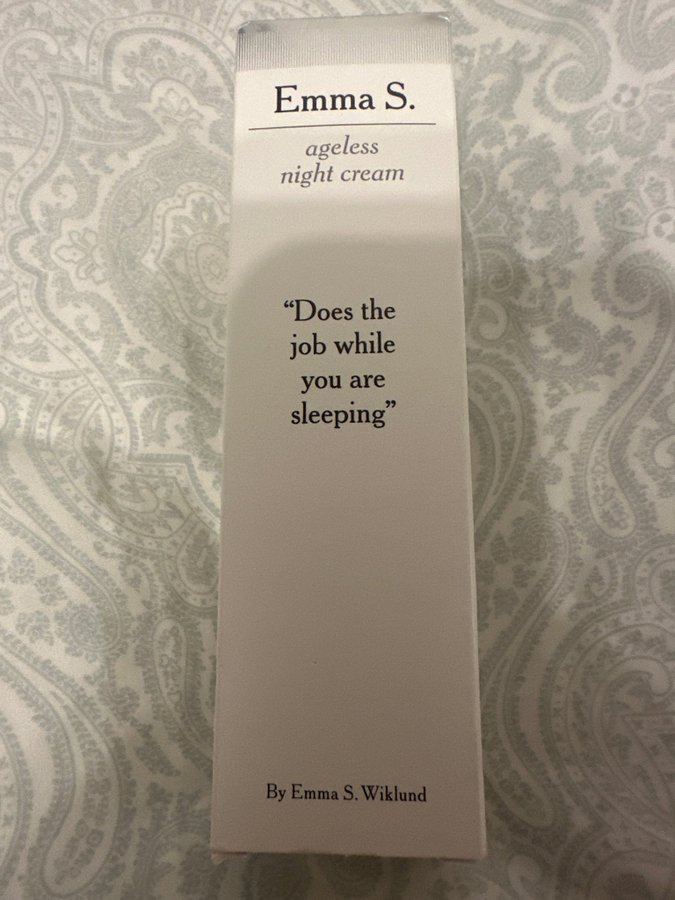 Emma S.
ageless
night cream
“Does the
job while
you are
sleeping”
By Emma S. Wiklund